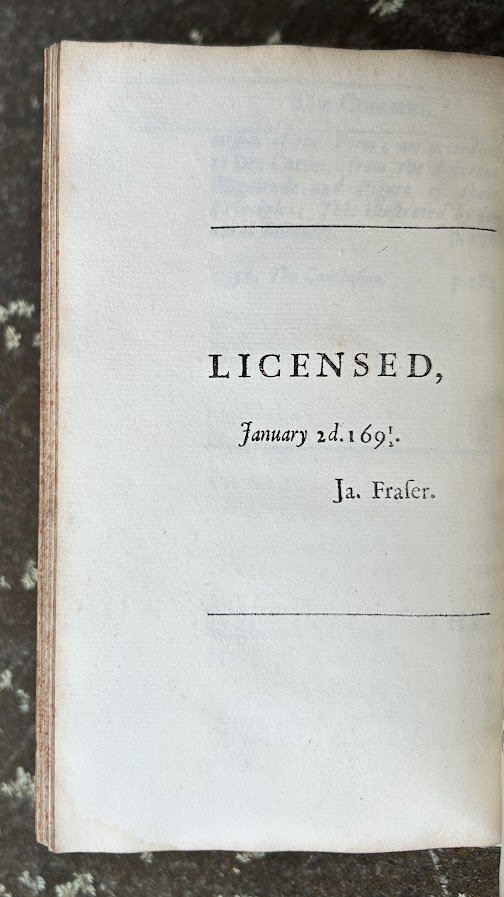 LICENSED,
January 2d. 169½.
Ja. Fraſer.